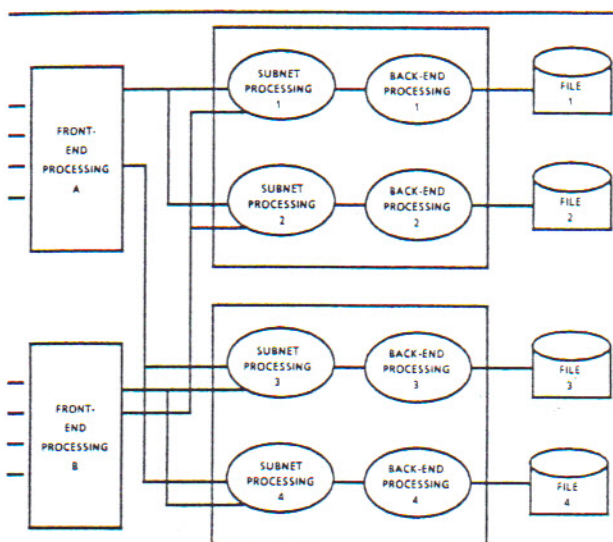 FRONT-
END
PROCESSING
A
SUBNET
PROCESSING
1
BACK-END
PROCESSING
1
FILE
1
SUBNET
PROCESSING
2
BACK-END
PROCESSING
2
FILE
2
FRONT-
END
PROCESSING
B
SUBNET
PROCESSING
3
BACK-END
PROCESSING
3
FILE
3
SUBNET
PROCESSING
4
BACK-END
PROCESSING
4
FILE
4